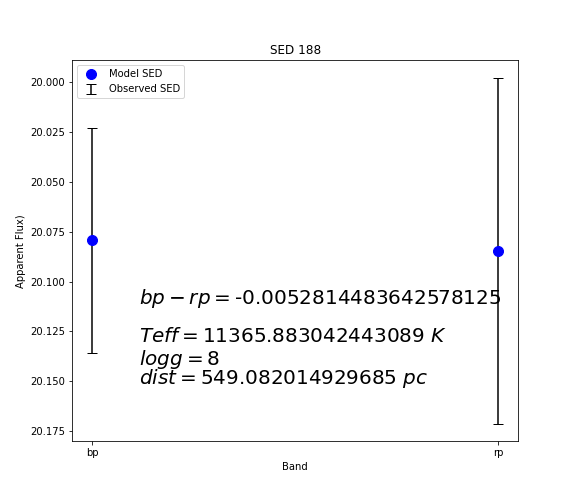 SED 188
Model SED
Observed SED
20.000
20.025
20.050
20.075
20.100
20.125
20.150
20.175
Apparent Flux)
bp − rp = -0.0052814483642578125
Teff = 11365.883042443089 K
logg = 8
dist = 549.082014929685 pc
bp
rp
Band